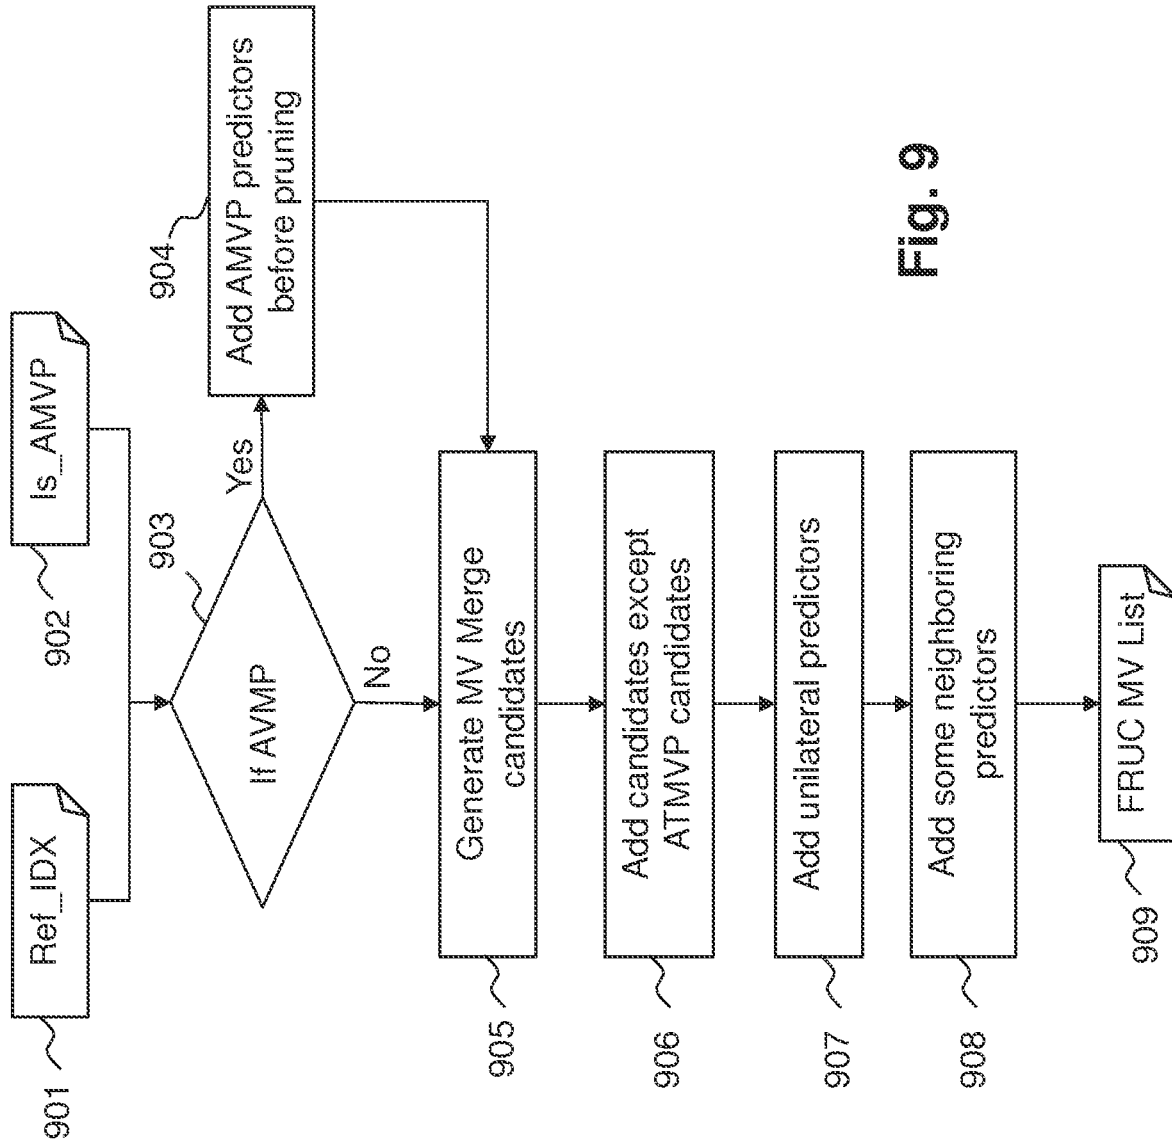 Ref_IDX
901
Is_AMVP
902
903
If AVMP
Yes
No
904
Add AMVP predictors
before pruning
Generate MV Merge
candidates
905
Add candidates except
ATMVP candidates
906
Add unilateral predictors
907
Add some neighboring
predictors
908
FRUC MV List
909
Fig. 9